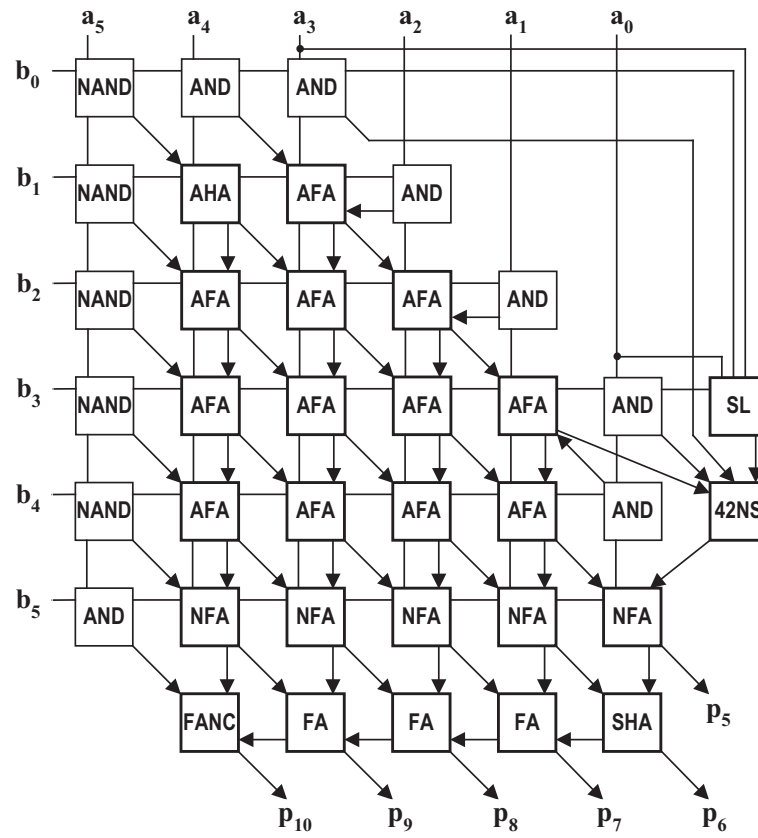 a5 a4 a3 a2 a1 a0
b0 NAND AND AND
b1 NAND AHA AFA AND
b2 NAND AFA AFA AFA AND
b3 NAND AFA AFA AFA AFA AND SL
b4 NAND AFA AFA AFA AFA AND 42NS
b5 AND NFA NFA NFA NFA NFA
p5
FANC FA FA FA SHA
p10 p9 p8 p7 p6